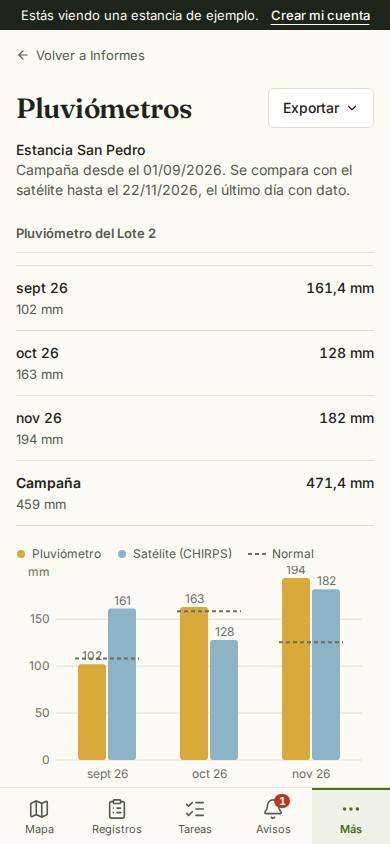 Estás viendo una estancia de ejemplo. Crear mi cuenta
Volver a Informes
Pluviómetros
Exportar
Estancia San Pedro
Campaña desde el 01/09/2026. Se compara con el
satélite hasta el 22/11/2026, el último día con dato.
Pluviómetro del Lote 2
sept 26 161,4 mm
102 mm
oct 26 128 mm
163 mm
nov 26 182 mm
194 mm
Campaña 471,4 mm
459 mm
Pluviómetro Satélite (CHIRPS) Normal
mm
194 182
161
163
150
128
102
100
50
0
sept 26 oct 26 nov 26
1
Mapa Registros Tareas Avisos Más